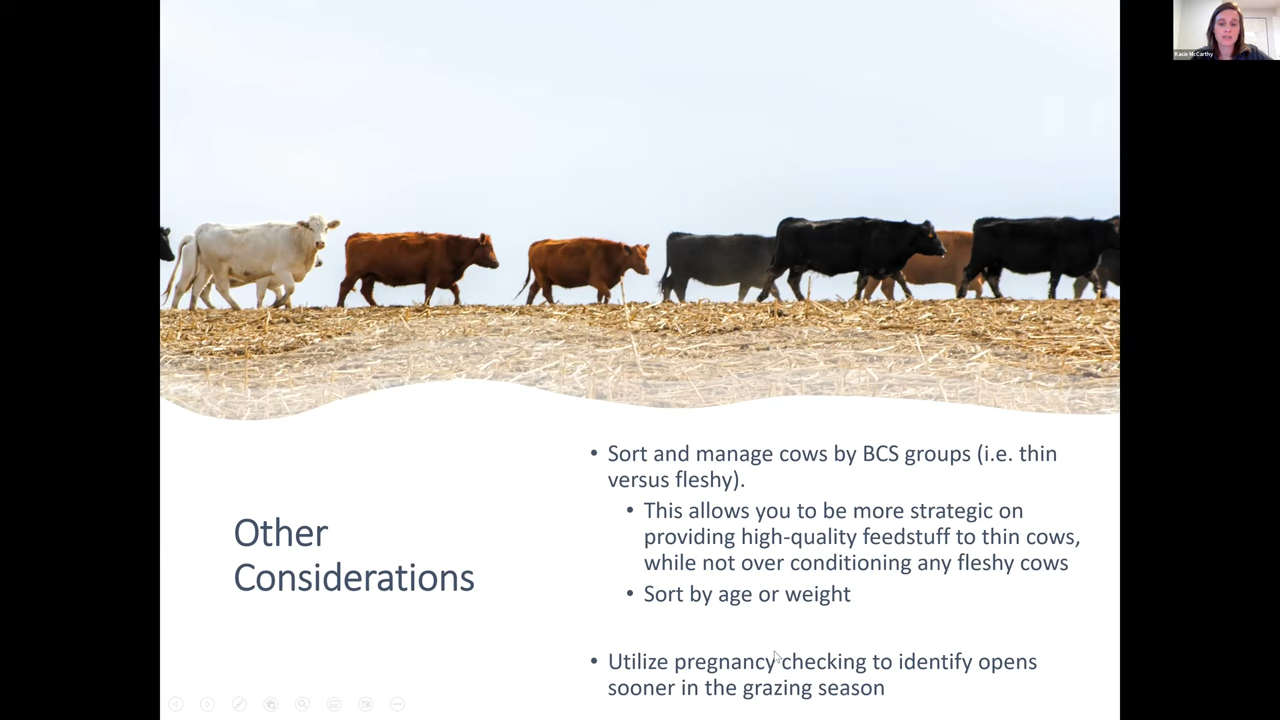 Kacie McCarthy
Other
Considerations
• Sort and manage cows by BCS groups (i.e. thin
versus fleshy).
• This allows you to be more strategic on
providing high-quality feedstuff to thin cows,
while not over conditioning any fleshy cows
• Sort by age or weight
• Utilize pregnancy checking to identify opens
sooner in the grazing season